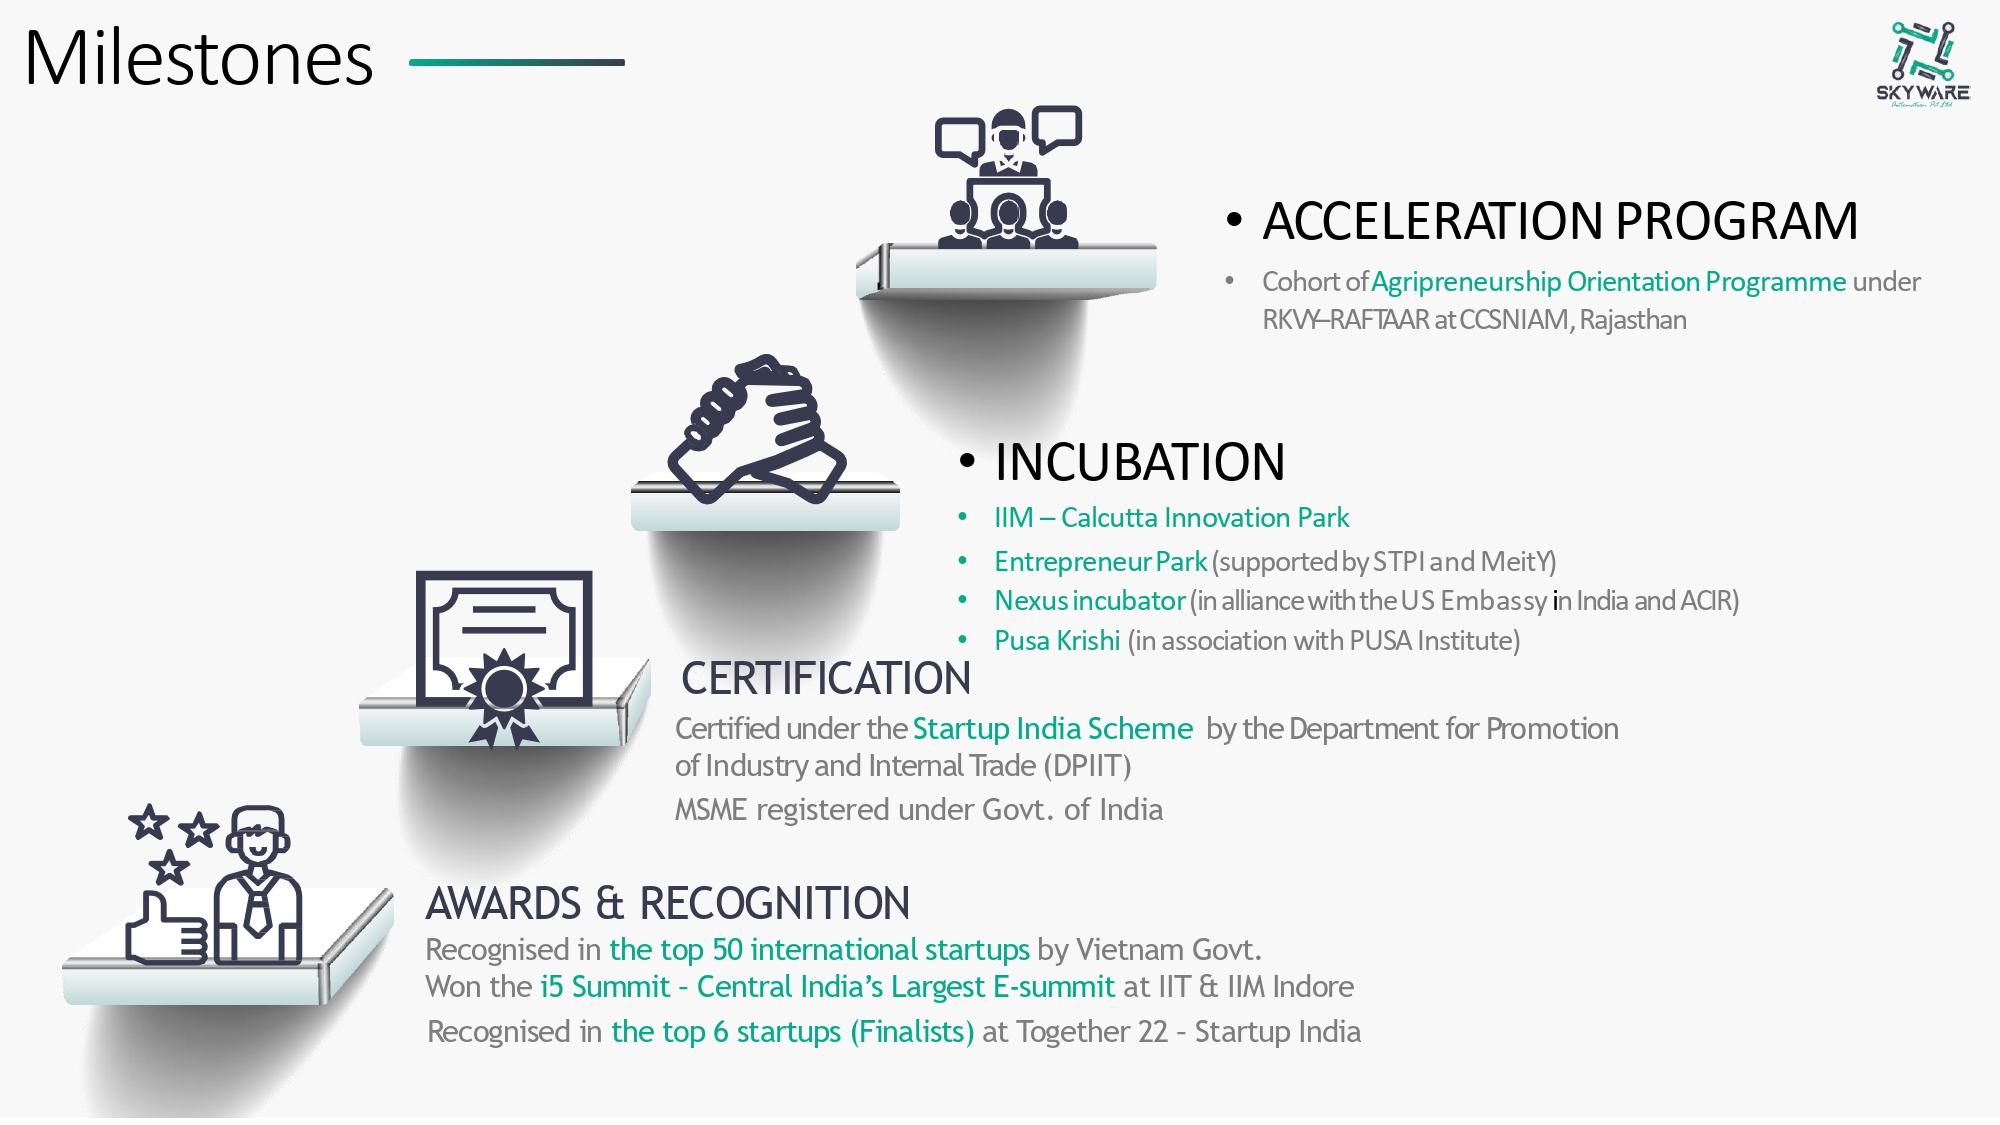 Milestones
SKYWARE
Automation Pvt Ltd
• ACCELERATION PROGRAM
• Cohort of Agripreneurship Orientation Programme under
RKVY–RAFTAAR at CCSNIAM, Rajasthan
• INCUBATION
• IIM – Calcutta Innovation Park
• Entrepreneur Park (supported by STPI and MeitY)
• Nexus incubator (in alliance with the US Embassy in India and ACIR)
• Pusa Krishi (in association with PUSA Institute)
CERTIFICATION
Certified under the Startup India Scheme by the Department for Promotion
of Industry and Internal Trade (DPIIT)
MSME registered under Govt. of India
AWARDS & RECOGNITION
Recognised in the top 50 international startups by Vietnam Govt.
Won the i5 Summit – Central India’s Largest E-summit at IIT & IIM Indore
Recognised in the top 6 startups (Finalists) at Together 22 – Startup India